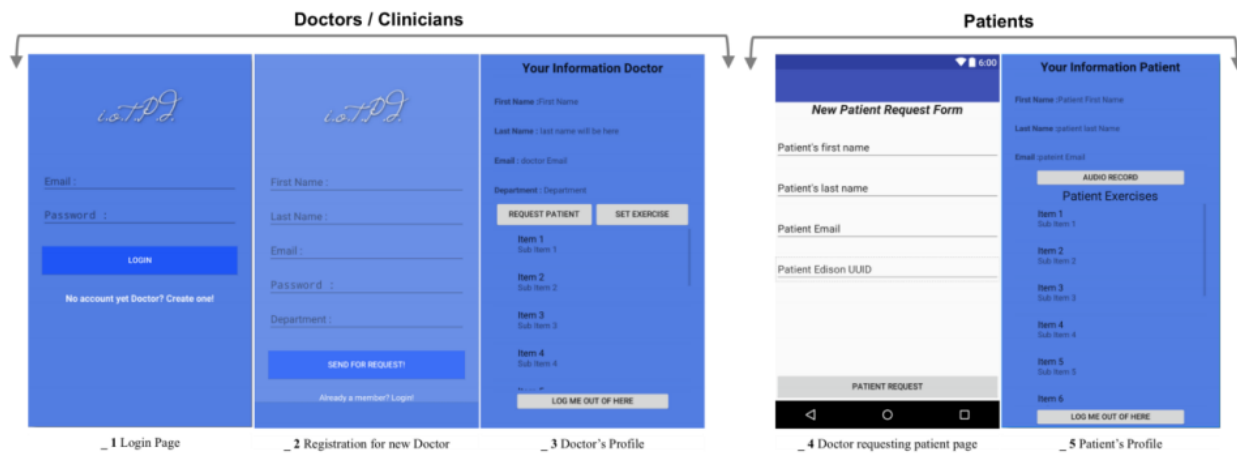 Doctors / Clinicians
Patients
i.o.T.P.D.
Email :
Password :
LOGIN
No account yet Doctor? Create one!
_ 1 Login Page
i.o.T.P.D.
First Name :
Last Name :
Email :
Password :
Department :
SEND FOR REQUEST!
Already a member? Login!
_ 2 Registration for new Doctor
Your Information Doctor
First Name :First Name
Last Name : last name will be here
Email : doctor Email
Department : Department
REQUEST PATIENT SET EXERCISE
Item 1
Sub Item 1
Item 2
Sub Item 2
Item 3
Sub Item 3
Item 4
Sub Item 4
LOG ME OUT OF HERE
_ 3 Doctor's Profile
6:00
New Patient Request Form
Patient's first name
Patient's last name
Patient Email
Patient Edison UUID
PATIENT REQUEST
_ 4 Doctor requesting patient page
Your Information Patient
First Name :Patient First Name
Last Name :patient last Name
Email :pateint Email
AUDIO RECORD
Patient Exercises
Item 1
Sub Item 1
Item 2
Sub Item 2
Item 3
Sub Item 3
Item 4
Sub Item 4
Item 5
Sub Item 5
Item 6
LOG ME OUT OF HERE
_ 5 Patient's Profile